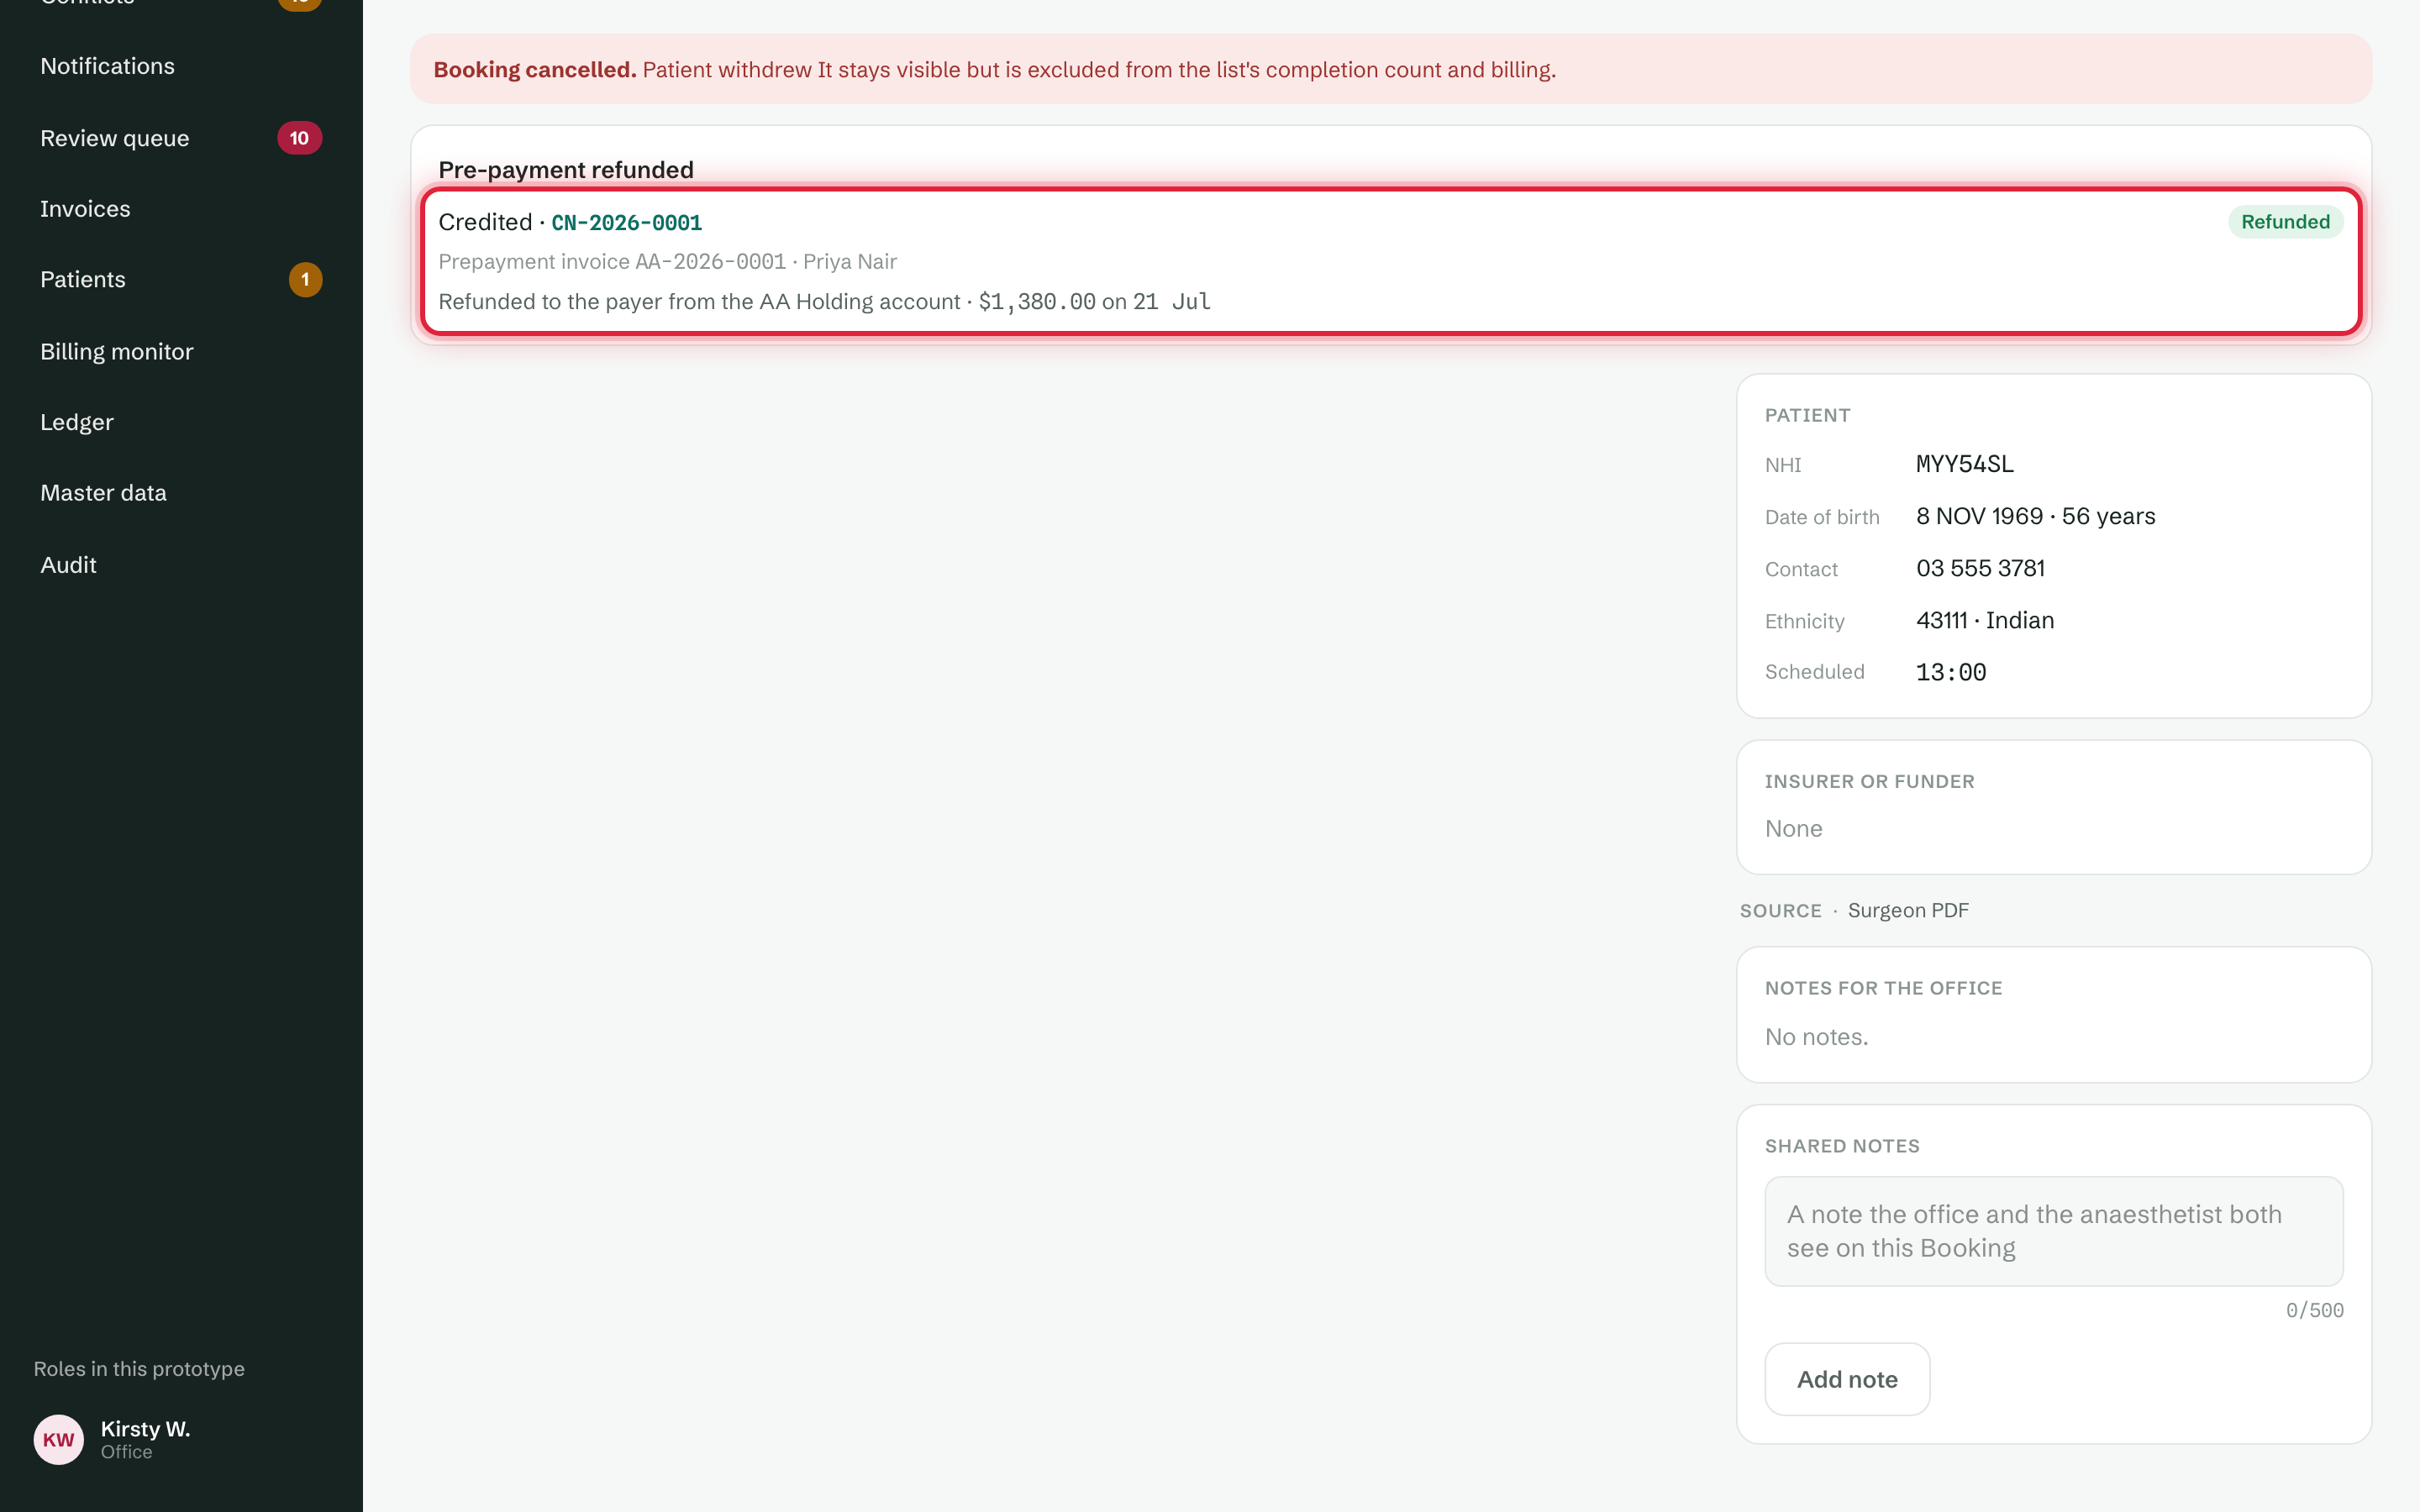 Conflicts
Notifications
Review queue 10
Invoices
Patients 1
Billing monitor
Ledger
Master data
Audit
Roles in this prototype
KW
Kirsty W.
Office
Booking cancelled. Patient withdrew It stays visible but is excluded from the list's completion count and billing.
Pre-payment refunded
Credited · CN-2026-0001 Refunded
Prepayment invoice AA-2026-0001 · Priya Nair
Refunded to the payer from the AA Holding account · $1,380.00 on 21 Jul
PATIENT
NHI MYY54SL
Date of birth 8 NOV 1969 · 56 years
Contact 03 555 3781
Ethnicity 43111 · Indian
Scheduled 13:00
INSURER OR FUNDER
None
SOURCE · Surgeon PDF
NOTES FOR THE OFFICE
No notes.
SHARED NOTES
A note the office and the anaesthetist both
see on this Booking
0/500
Add note